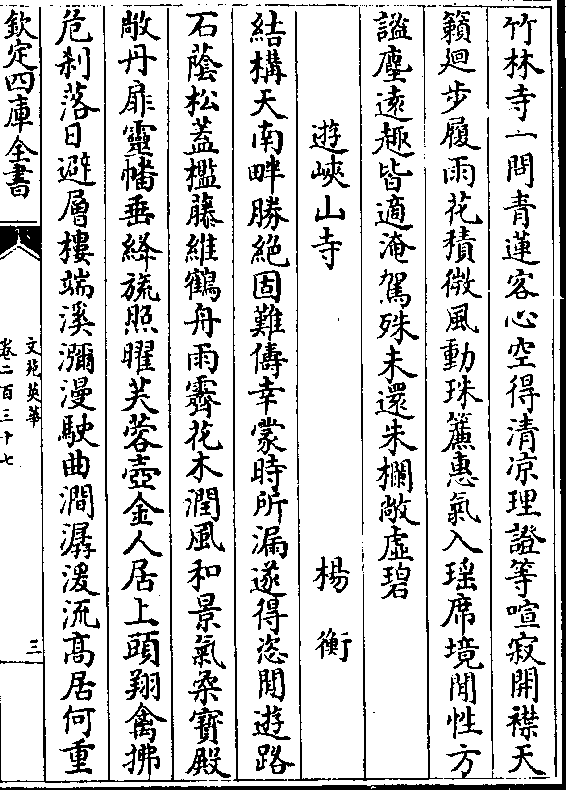 竹林寺一問青蓮客心空得清凉理證等喧寂開襟天
籟廻步履雨花積微風動珠簾惠氣入瑶席境閒性方
謐塵遠趣皆適淹駕殊未還朱欄敞虚碧
遊峽山寺 楊衡
結構天南畔勝絶固難儔幸蒙時所漏遂得恣閒遊路
石蔭松蓋檻藤維鶴舟雨霽花木潤風和景氣柔寳殿
敞丹扉靈幡垂絳旒照曜芙蓉壺金人居上頭翔禽拂
危刹落日避層樓端溪瀰漫駛曲澗潺湲流高居何重
欽定四庫全書
文苑英華
卷二百三十七
三